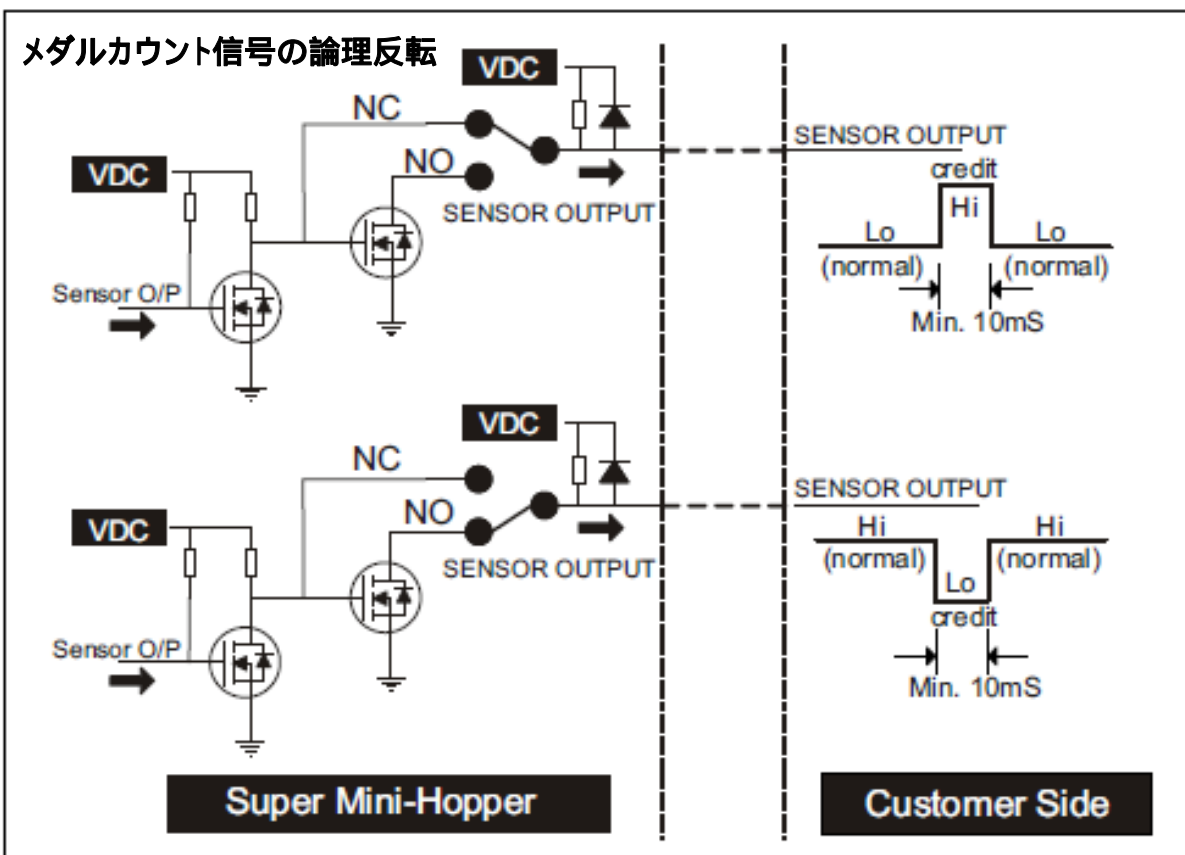 メダルカウント信号の論理反転
VDC
NC
VDC
NO
SENSOR OUTPUT
Sensor O/P
SENSOR OUTPUT
credit
Hi
Lo
Lo
(normal)
(normal)
Min. 10mS
VDC
NC
VDC
NO
SENSOR OUTPUT
Sensor O/P
SENSOR OUTPUT
Hi
Hi
(normal)
(normal)
Lo
credit
Min. 10mS
Super Mini-Hopper
Customer Side